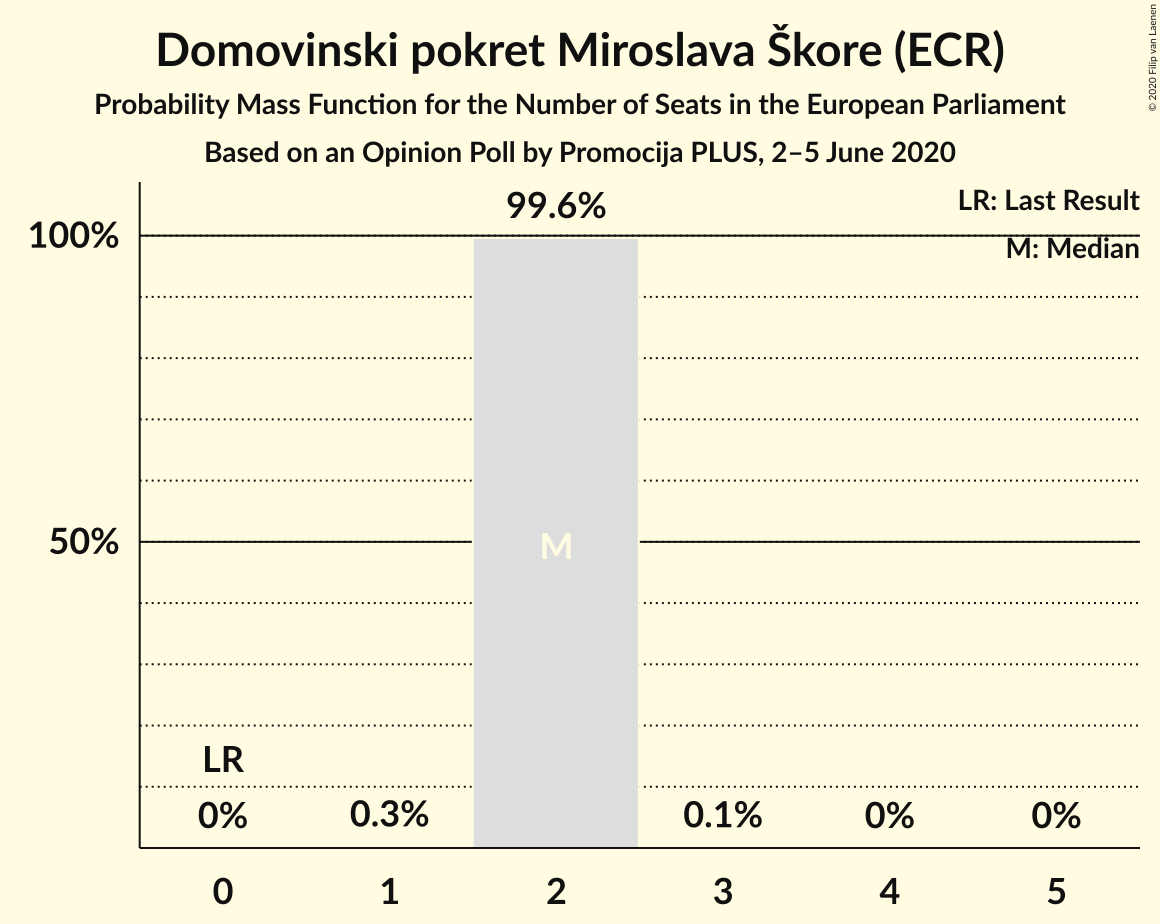 Domovinski pokret Miroslava Škore (ECR)
Probability Mass Function for the Number of Seats in the European Parliament
Based on an Opinion Poll by Promocija PLUS, 2–5 June 2020
© 2020 Filip van Laenen
99.6%
LR: Last Result
100%
M: Median
50%
M
LR
0%
0.3%
0.1%
0%
0%
0
1
2
3
4
5